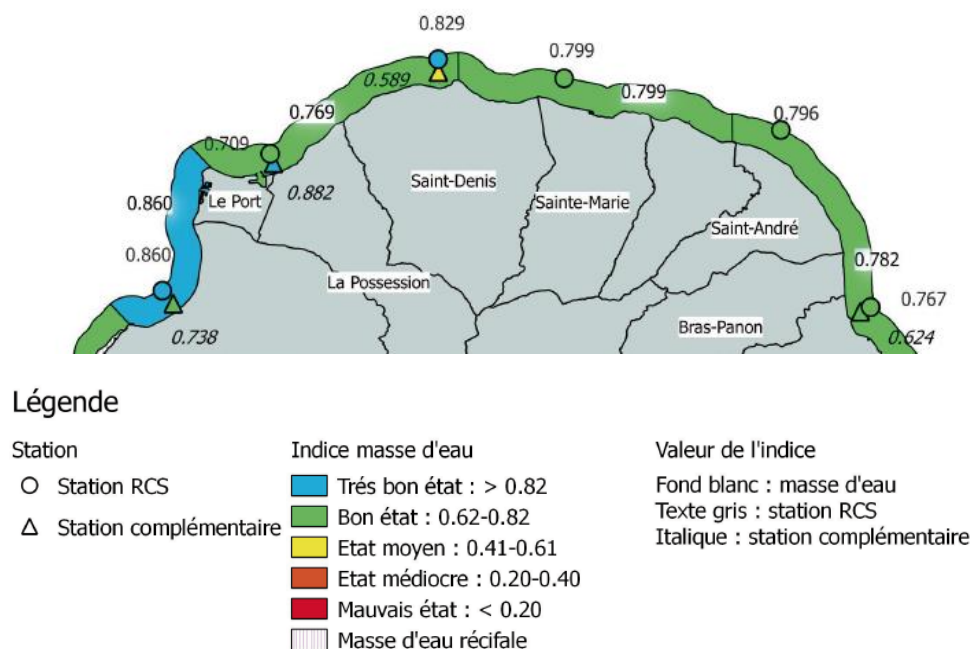 0.829
0.799
0.589
0.799
0.769
0.796
0.709
Saint-Denis
0.882
Le Port
Sainte-Marie
0.860
Saint-André
0.860
0.782
La Possession
0.767
Bras-Panon
0.738
0.624
Légende
Station
Station RCS
Station complémentaire
Indice masse d'eau
Trés bon état : > 0.82
Bon état : 0.62-0.82
Etat moyen : 0.41-0.61
Etat médiocre : 0.20-0.40
Mauvais état : < 0.20
Masse d'eau récifale
Valeur de l'indice
Fond blanc : masse d'eau
Texte gris : station RCS
Italique : station complémentaire